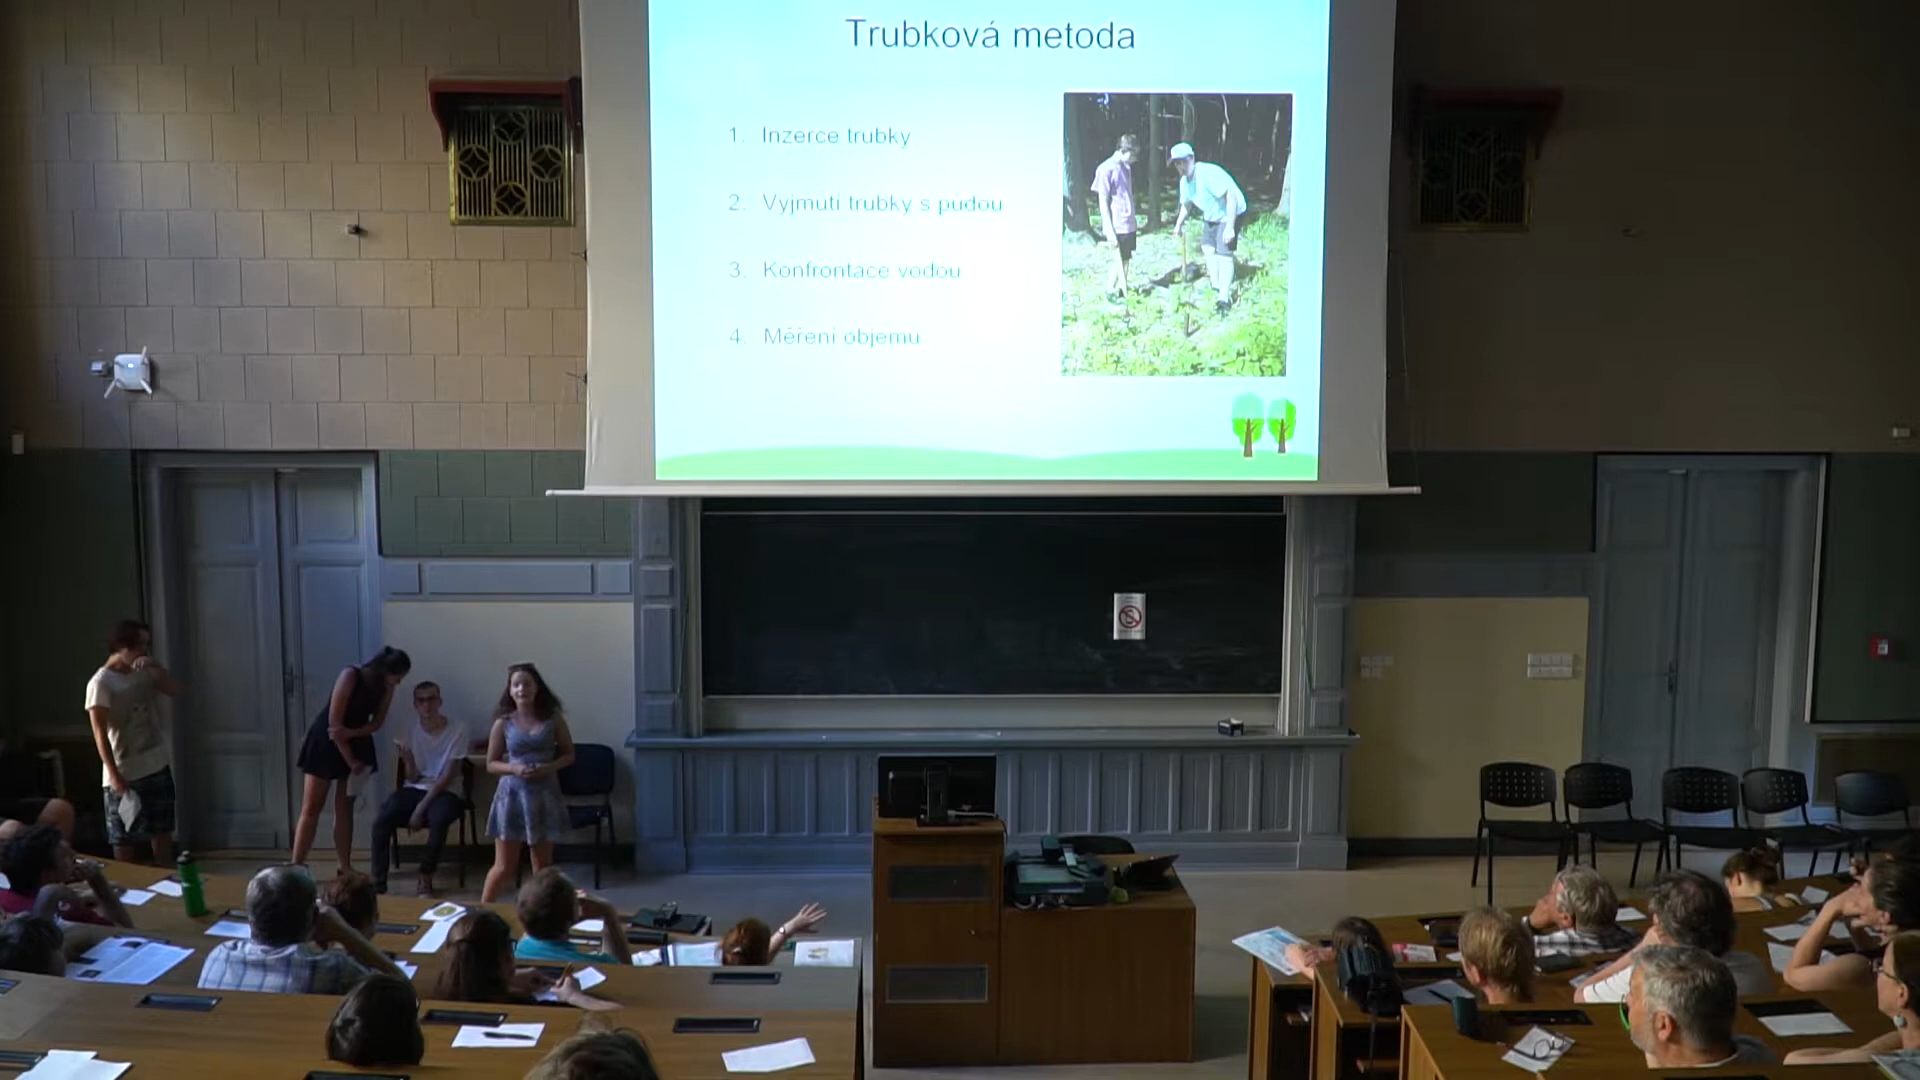 Trubková metoda
1. Inzerce trubky
2. Vyjmutí trubky s půdou
3. Konfrontace vodou
4. Měření objemu